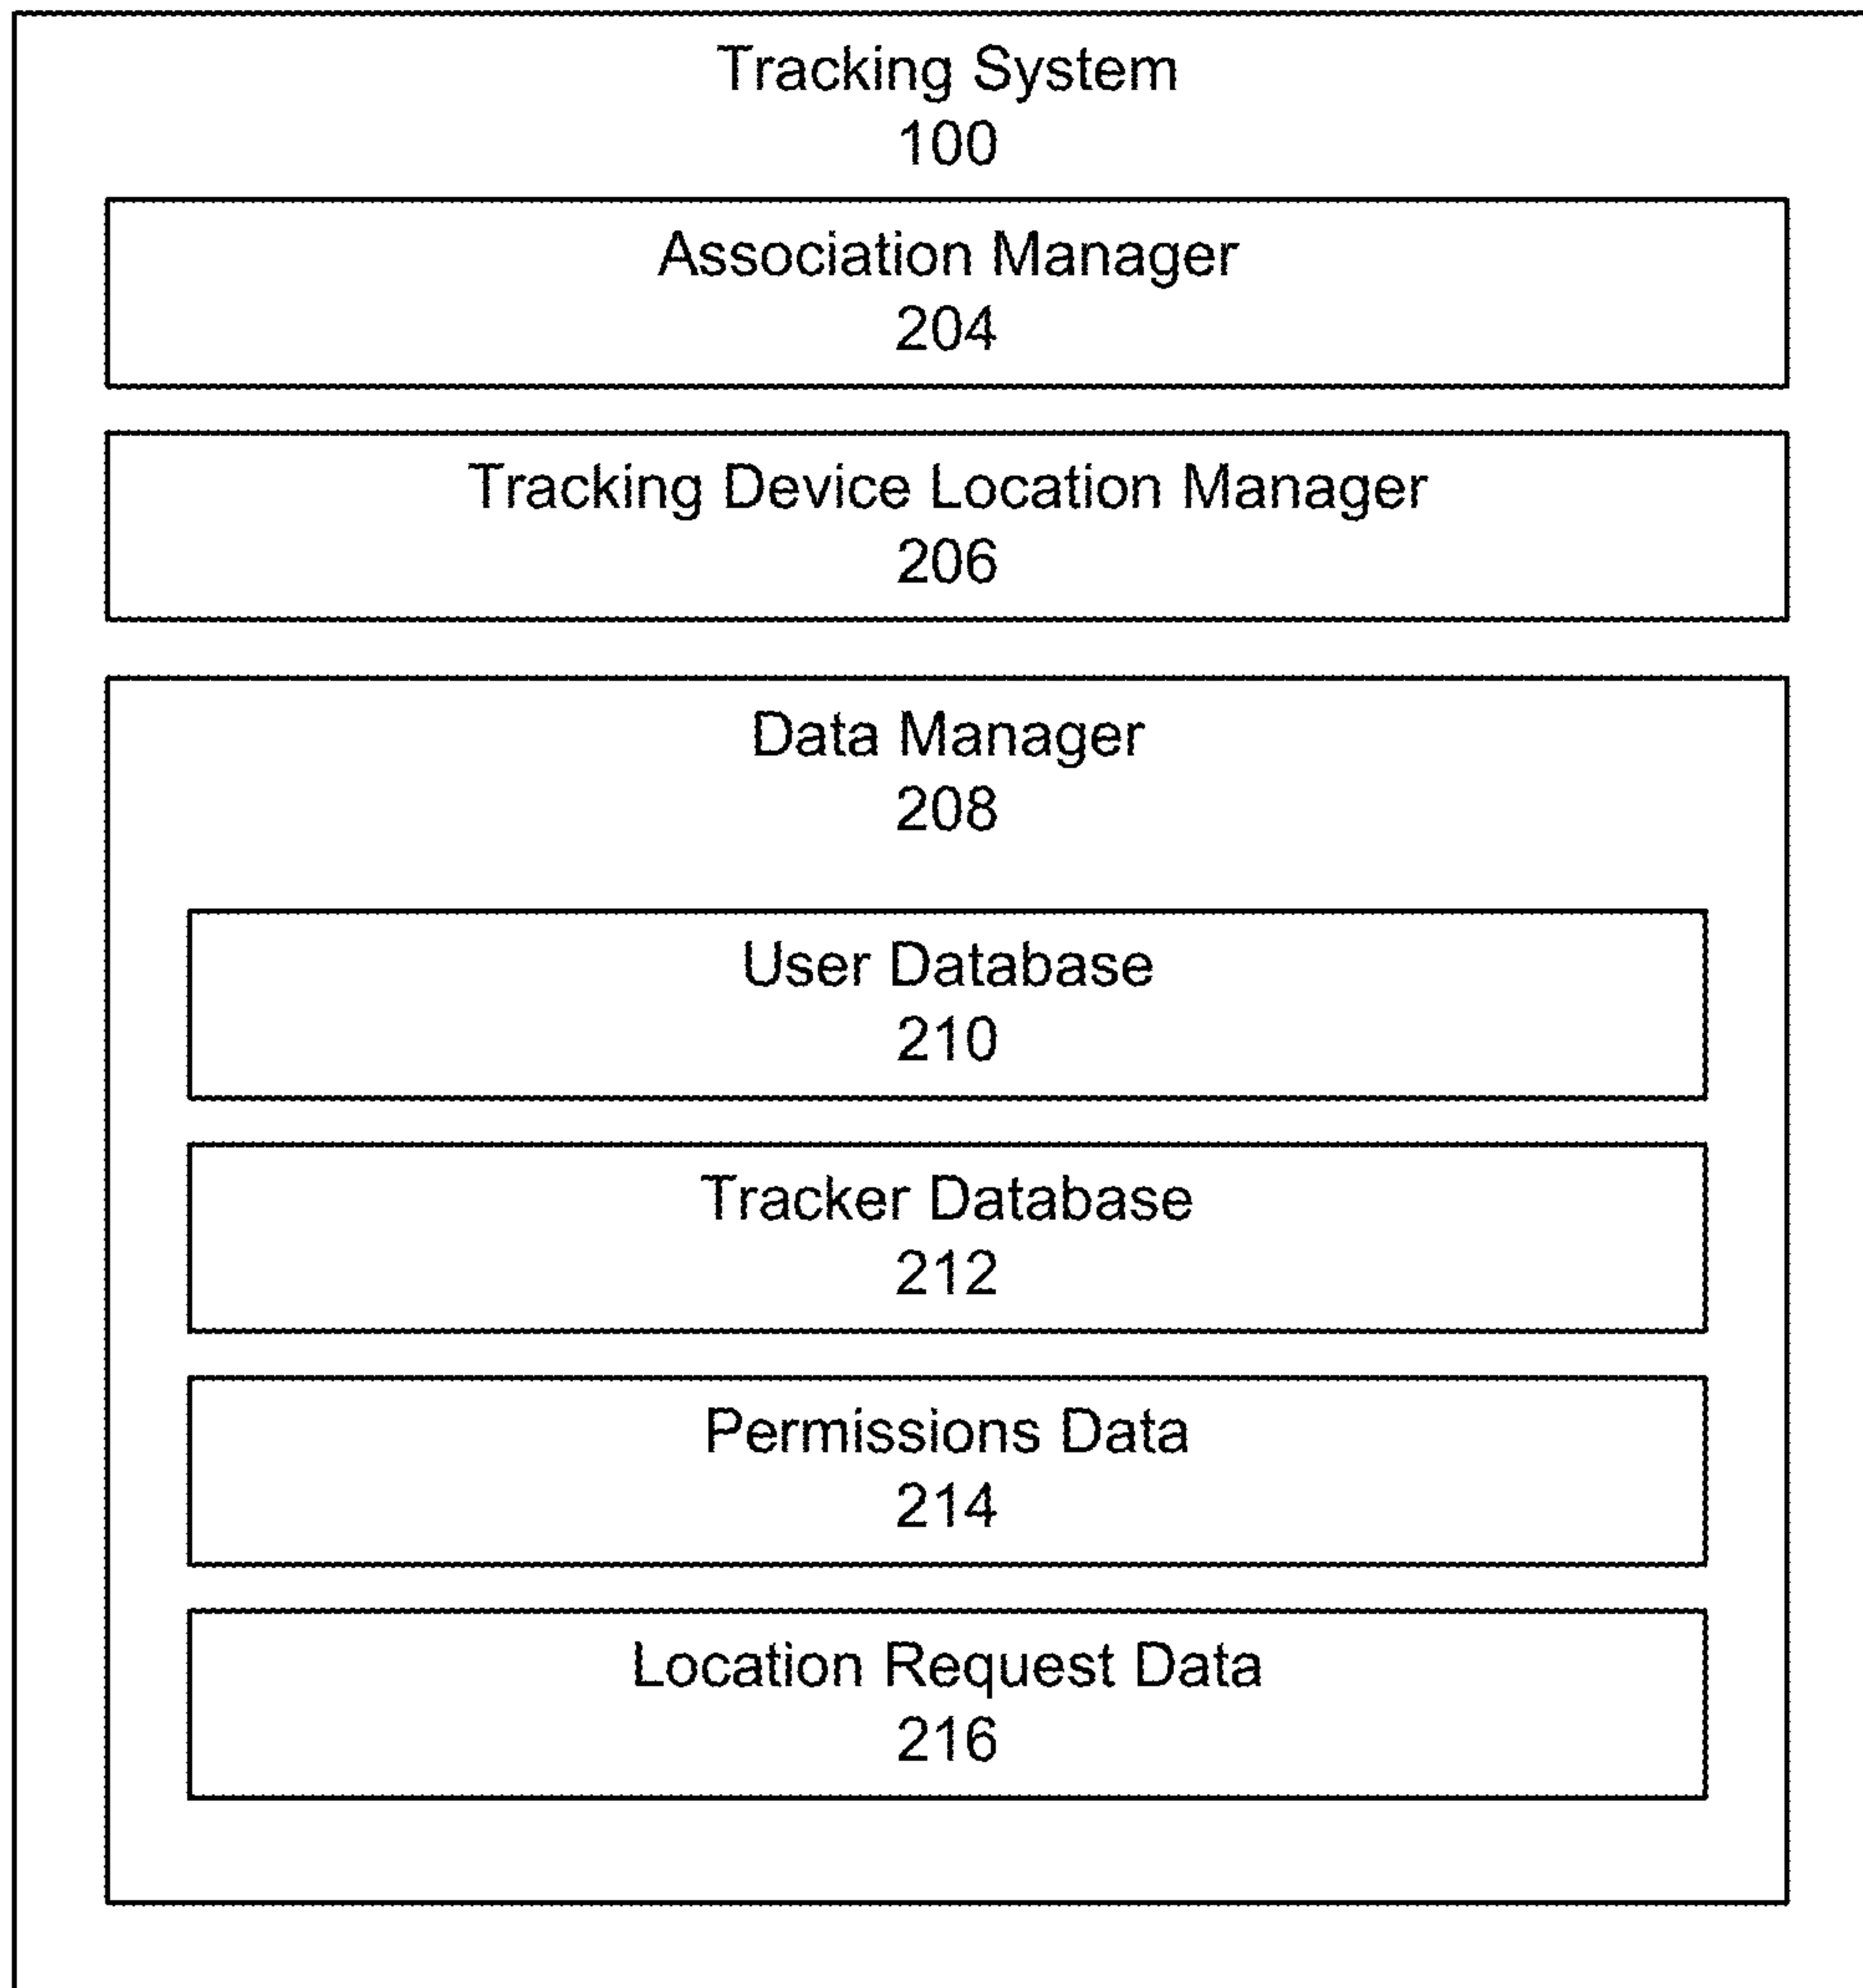 Tracking System
100
Association Manager
204
Tracking Device Location Manager
206
Data Manager
208
User Database
210
Tracker Database
212
Permissions Data
214
Location Request Data
216